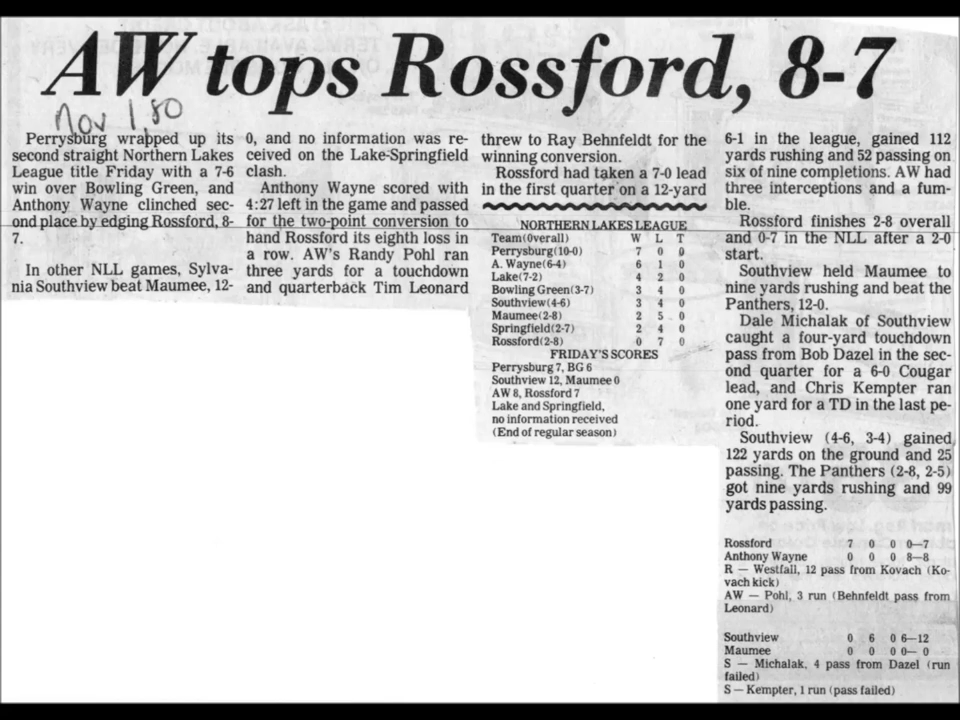 AW tops Rossford, 8-7
Nov 1 80
Perrysburg wrapped up its
second straight Northern Lakes
League title Friday with a 7-6
win over Bowling Green, and
Anthony Wayne clinched sec-
ond place by edging Rossford, 8-
7.
In other NLL games, Sylva-
nia Southview beat Maumee, 12-
0, and no information was re-
ceived on the Lake-Springfield
clash.
Anthony Wayne scored with
4:27 left in the game and passed
for the two-point conversion to
hand Rossford its eighth loss in
a row. AW's Randy Pohl ran
three yards for a touchdown
and quarterback Tim Leonard
threw to Ray Behnfeldt for the
winning conversion.
Rossford had taken a 7-0 lead
in the first quarter on a 12-yard
NORTHERN LAKES LEAGUE
Team(Overall) W L T
Perrysburg(10-0) 7 0 0
A. Wayne(6-4) 6 1 0
Lake(7-2) 4 2 0
Bowling Green(3-7) 3 4 0
Southview(4-6) 3 4 0
Maumee(2-8) 2 5 0
Springfield(2-7) 2 4 0
Rossford(2-8) 0 7 0
FRIDAY'S SCORES
Perrysburg 7, BG 6
Southview 12, Maumee 0
AW 8, Rossford 7
Lake and Springfield,
no information received
(End of regular season)
6-1 in the league, gained 112
yards rushing and 52 passing on
six of nine completions. AW had
three interceptions and a fum-
ble.
Rossford finishes 2-8 overall
and 0-7 in the NLL after a 2-0
start.
Southview held Maumee to
nine yards rushing and beat the
Panthers, 12-0.
Dale Michalak of Southview
caught a four-yard touchdown
pass from Bob Dazel in the sec-
ond quarter for a 6-0 Cougar
lead, and Chris Kempter ran
one yard for a TD in the last pe-
riod.
Southview (4-6, 3-4) gained
122 yards on the ground and 25
passing. The Panthers (2-8, 2-5)
got nine yards rushing and 99
yards passing.
Rossford 7 0 0 0—7
Anthony Wayne 0 0 0 8—8
R — Westfall, 12 pass from Kovach (Ko-
vach kick)
AW — Pohl, 3 run (Behnfeldt pass from
Leonard)
Southview 0 6 0 6—12
Maumee 0 0 0 0— 0
S — Michalak, 4 pass from Dazel (run
failed)
S — Kempter, 1 run (pass failed)